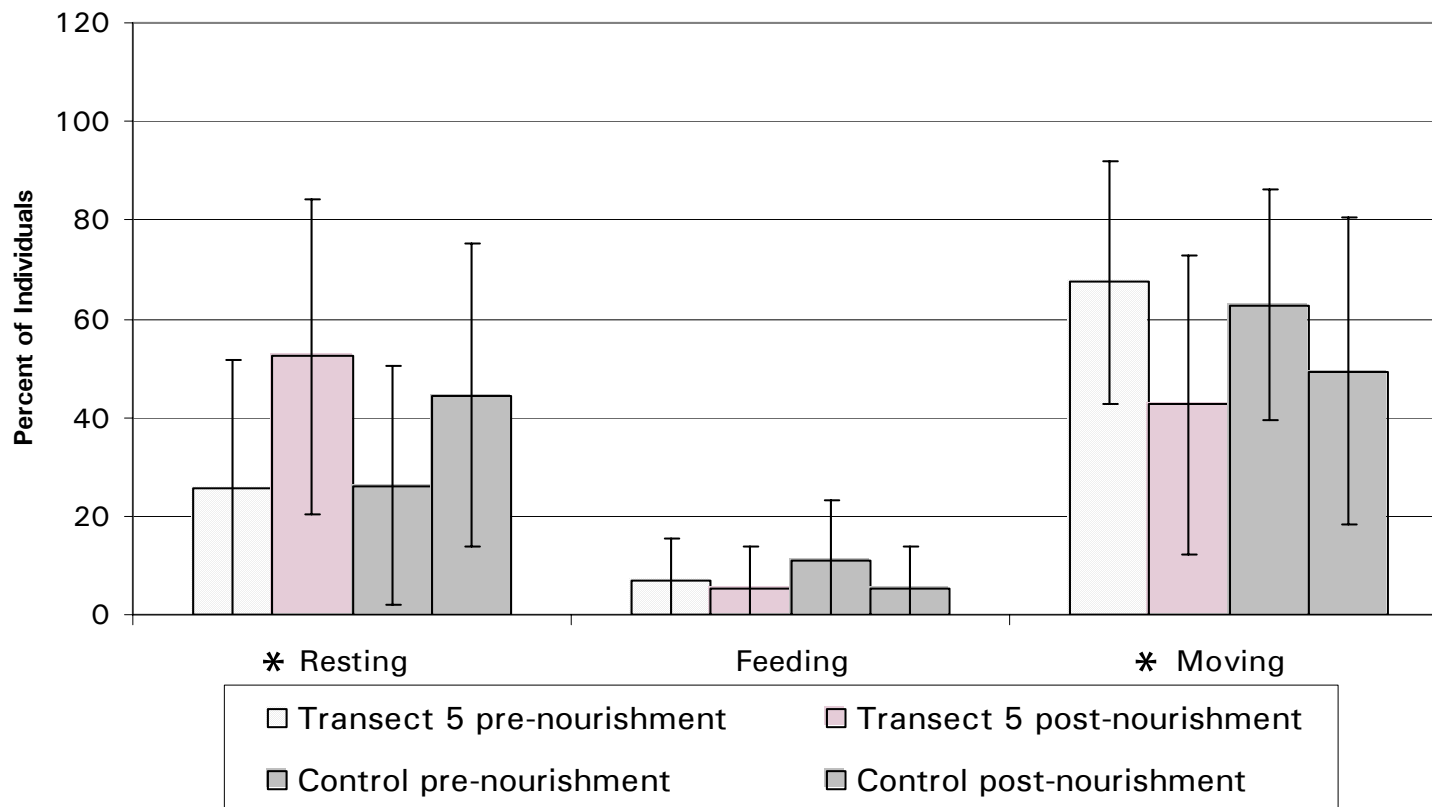 120
100
80
60
40
20
0
Percent of Individuals
* Resting
Feeding
* Moving
Transect 5 pre-nourishment
Transect 5 post-nourishment
Control pre-nourishment
Control post-nourishment